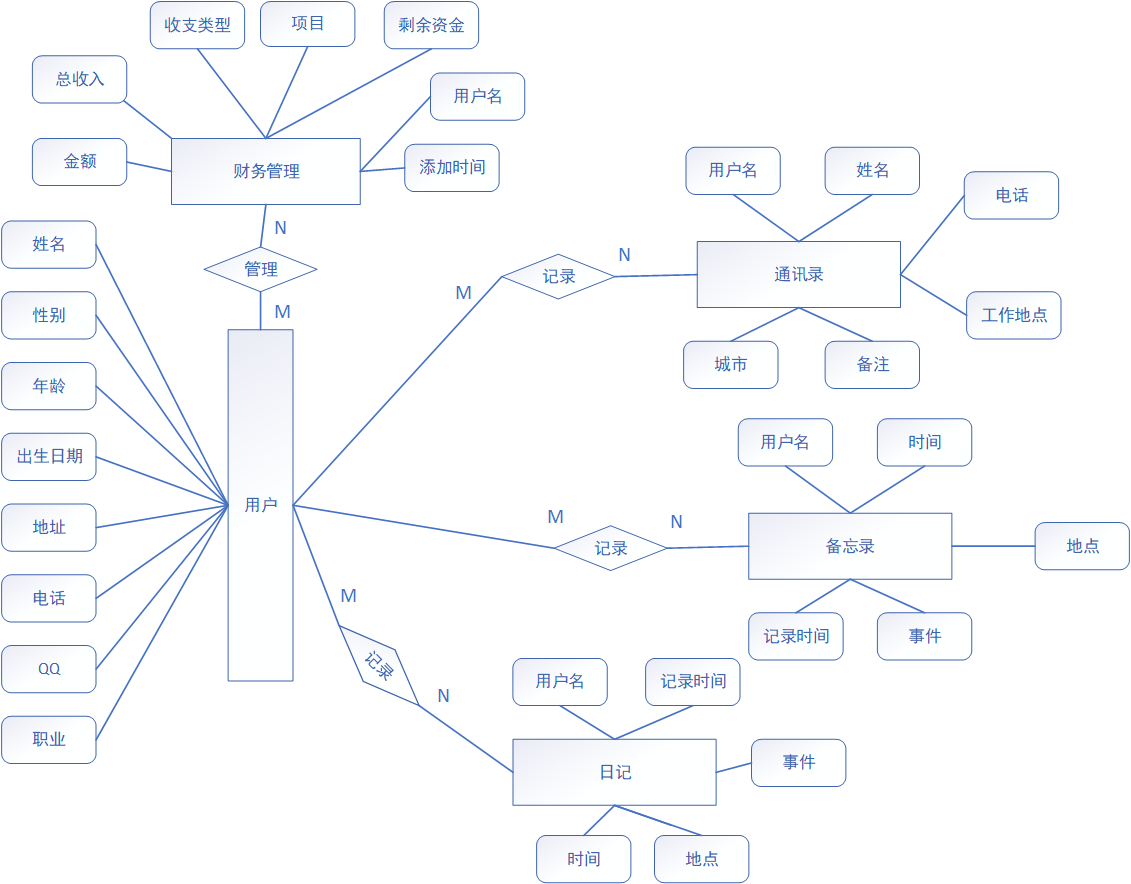 收支类型
项目
剩余资金
总收入
用户名
金额
财务管理
添加时间
N
管理
M
姓名
性别
年龄
出生日期
地址
电话
QQ
职业
用户
M
记录
N
用户名
姓名
电话
通讯录
工作地点
城市
备注
M
记录
N
用户名
时间
备忘录
地点
记录时间
事件
M
记录
N
用户名
记录时间
日记
事件
时间
地点